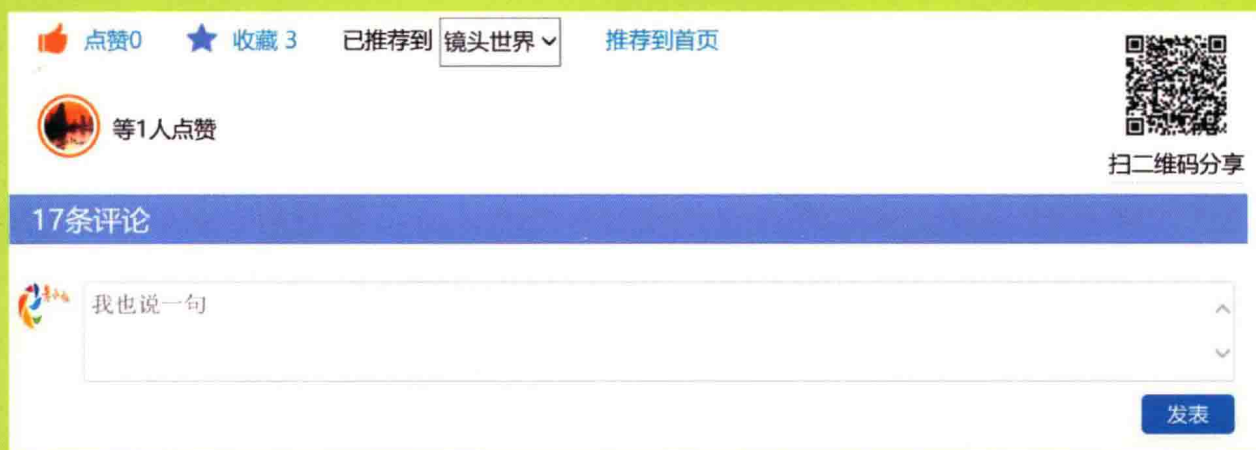 点赞0 收藏 3 已推荐到 镜头世界 推荐到首页
等1人点赞
扫二维码分享
17条评论
我也说一句
发表